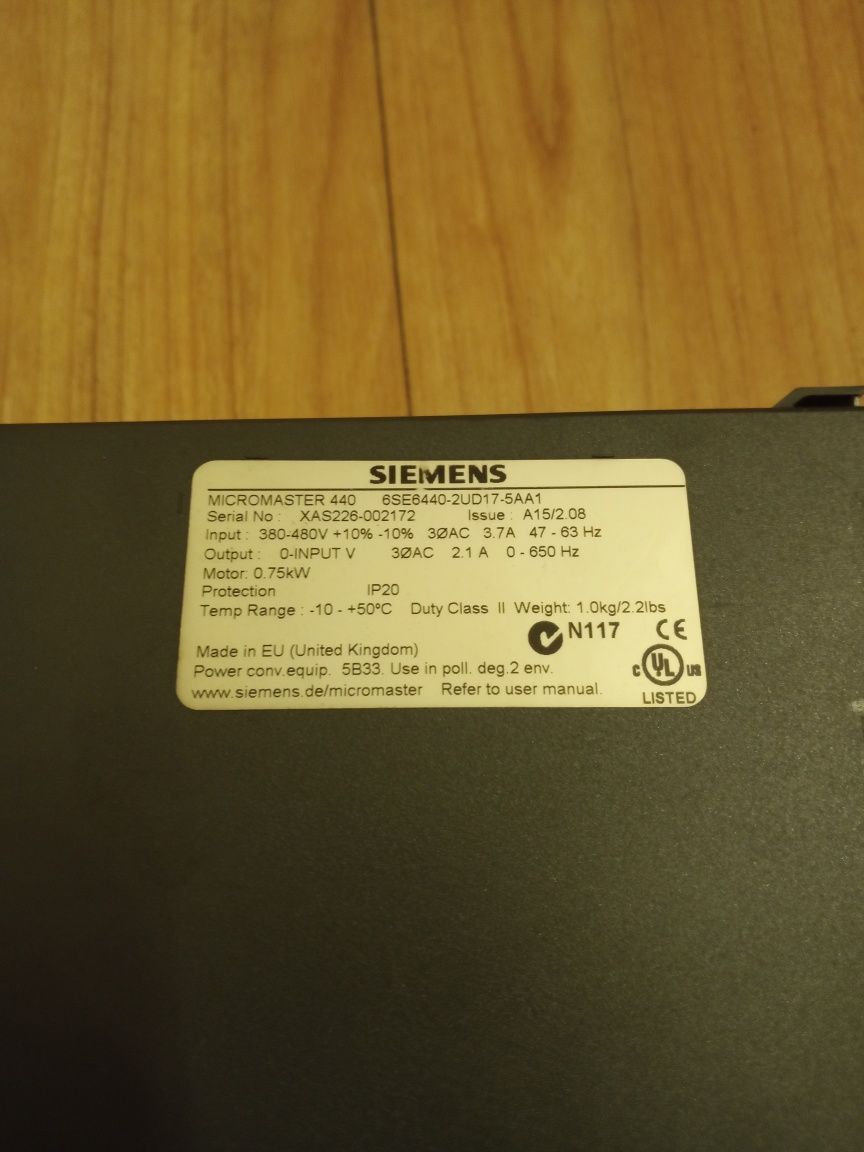 SIEMENS
MICROMASTER 440 6SE6440-2UD17-5AA1
Serial No : XAS226-002172 Issue : A15/2.08
Input : 380-480V +10% -10% 3ØAC 3.7A 47 - 63 Hz
Output : 0-INPUT V 3ØAC 2.1 A 0 - 650 Hz
Motor: 0.75kW
Protection IP20
Temp Range : -10 - +50ºC Duty Class II Weight: 1.0kg/2.2lbs
N117 CE
Made in EU (United Kingdom)
Power conv.equip. 5B33. Use in poll. deg.2 env.
c UL us
www.siemens.de/micromaster Refer to user manual.
LISTED